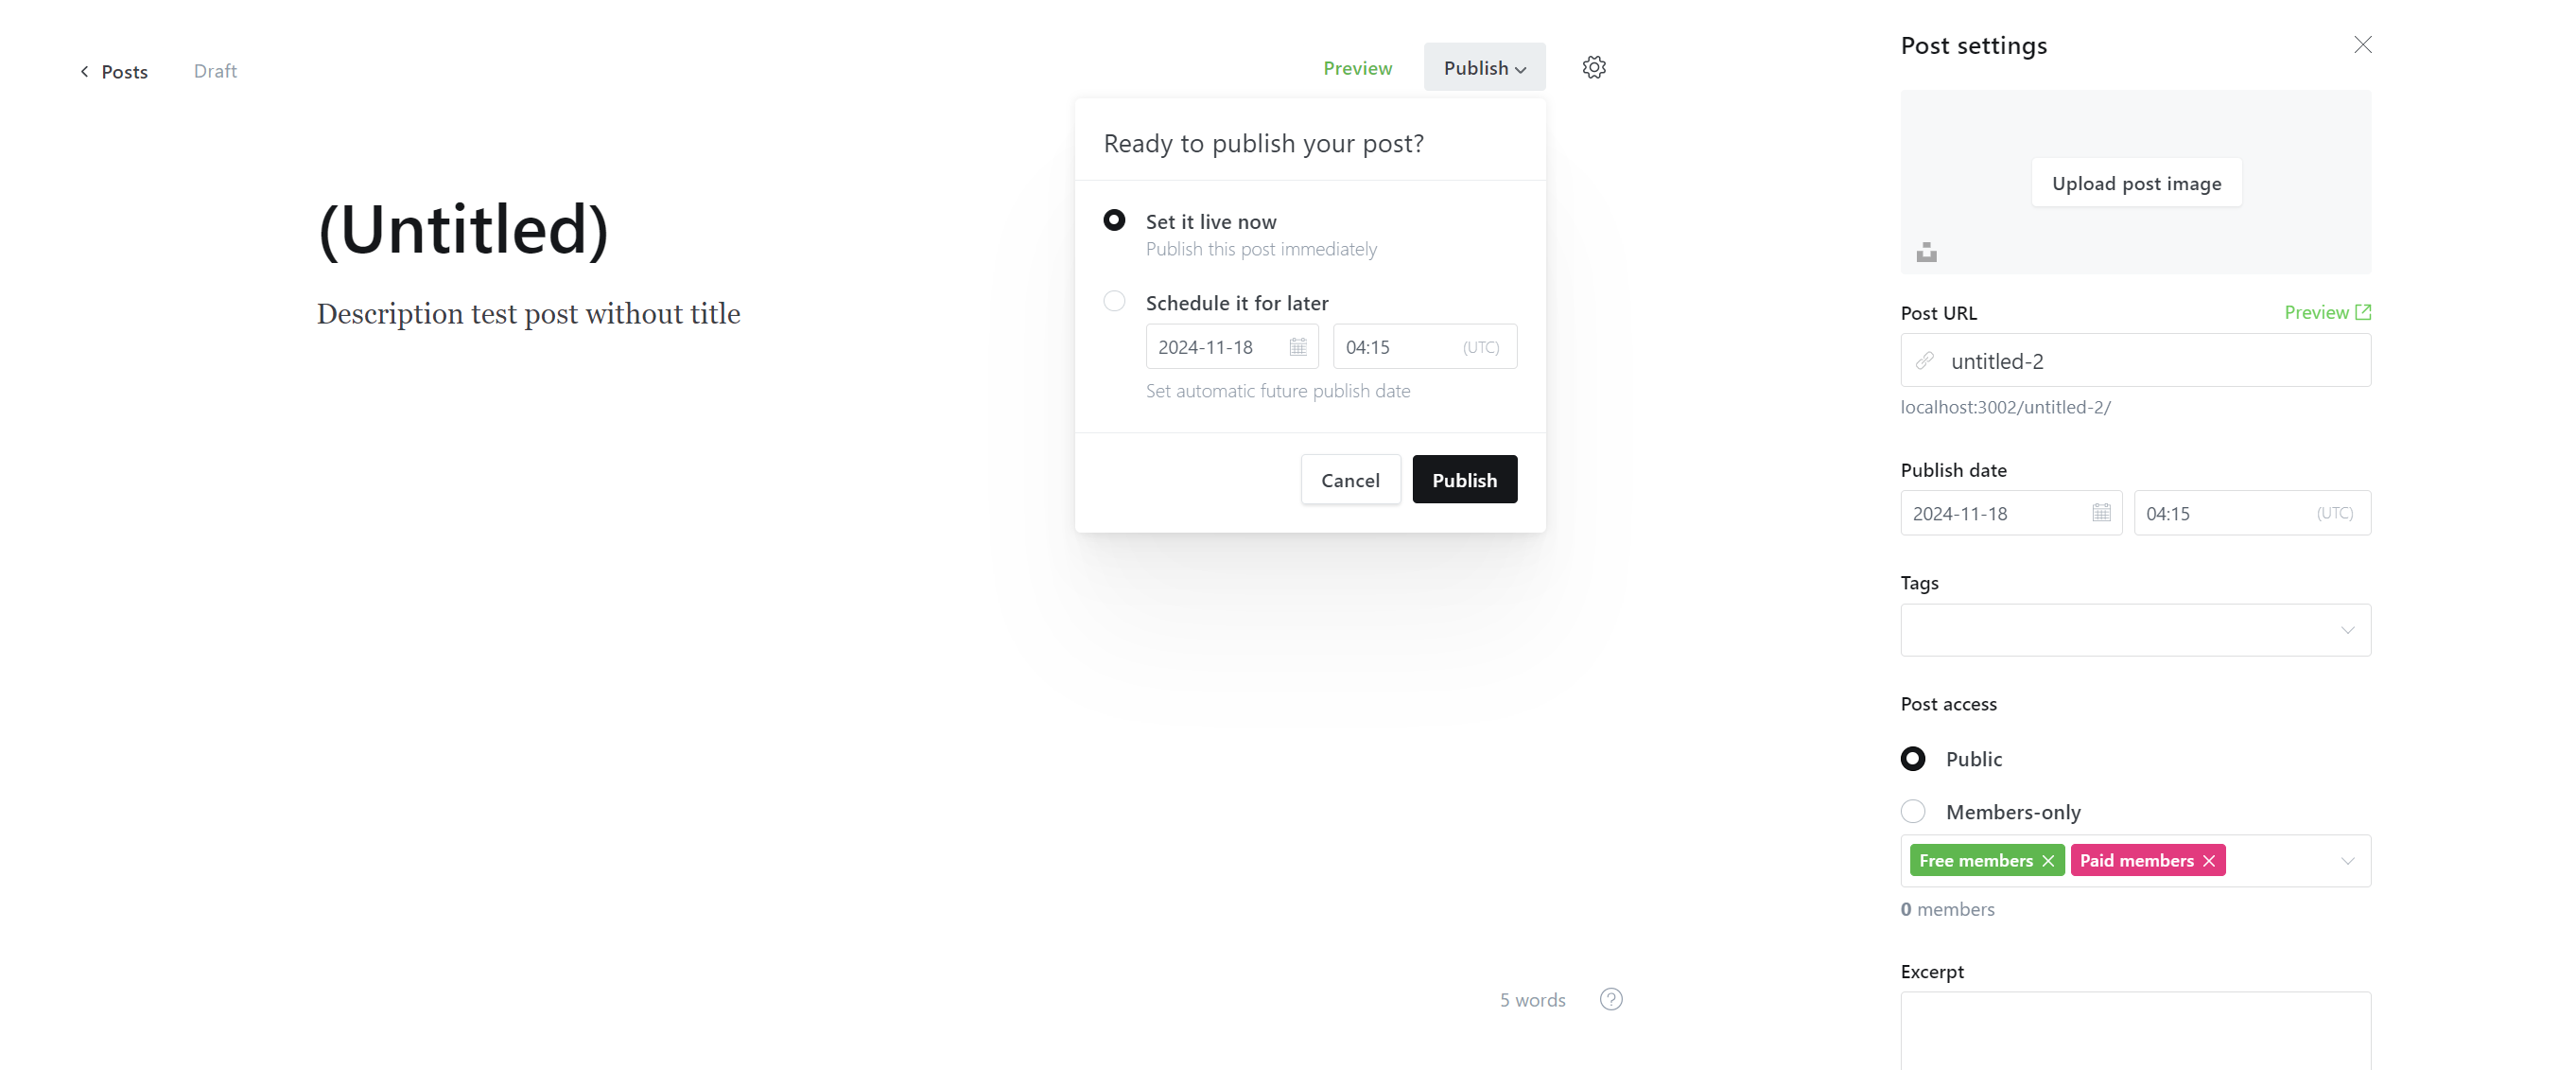 Posts
Draft
Preview
Publish
Ready to publish your post?
Set it live now
Publish this post immediately
Schedule it for later
2024-11-18
04:15
(UTC)
Set automatic future publish date
Cancel
Publish
(Untitled)
Description test post without title
5 words
?
Post settings
Upload post image
Post URL
Preview
untitled-2
localhost:3002/untitled-2/
Publish date
2024-11-18
04:15
(UTC)
Tags
Post access
Public
Members-only
Free members
Paid members
0 members
Excerpt